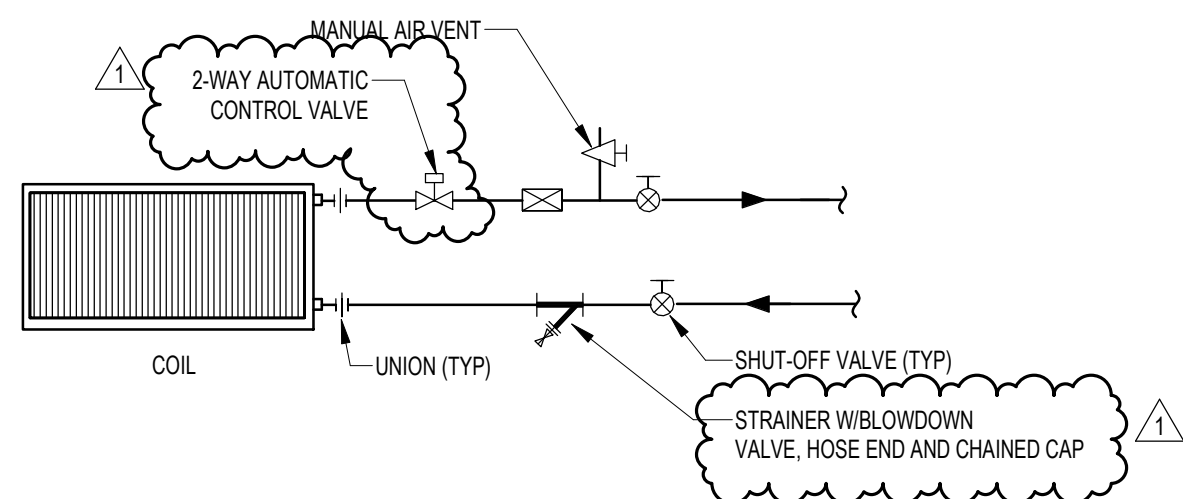 MANUAL AIR VENT
1
2-WAY AUTOMATIC
CONTROL VALVE
COIL
UNION (TYP)
SHUT-OFF VALVE (TYP)
STRAINER W/BLOWDOWN
VALVE, HOSE END AND CHAINED CAP
1